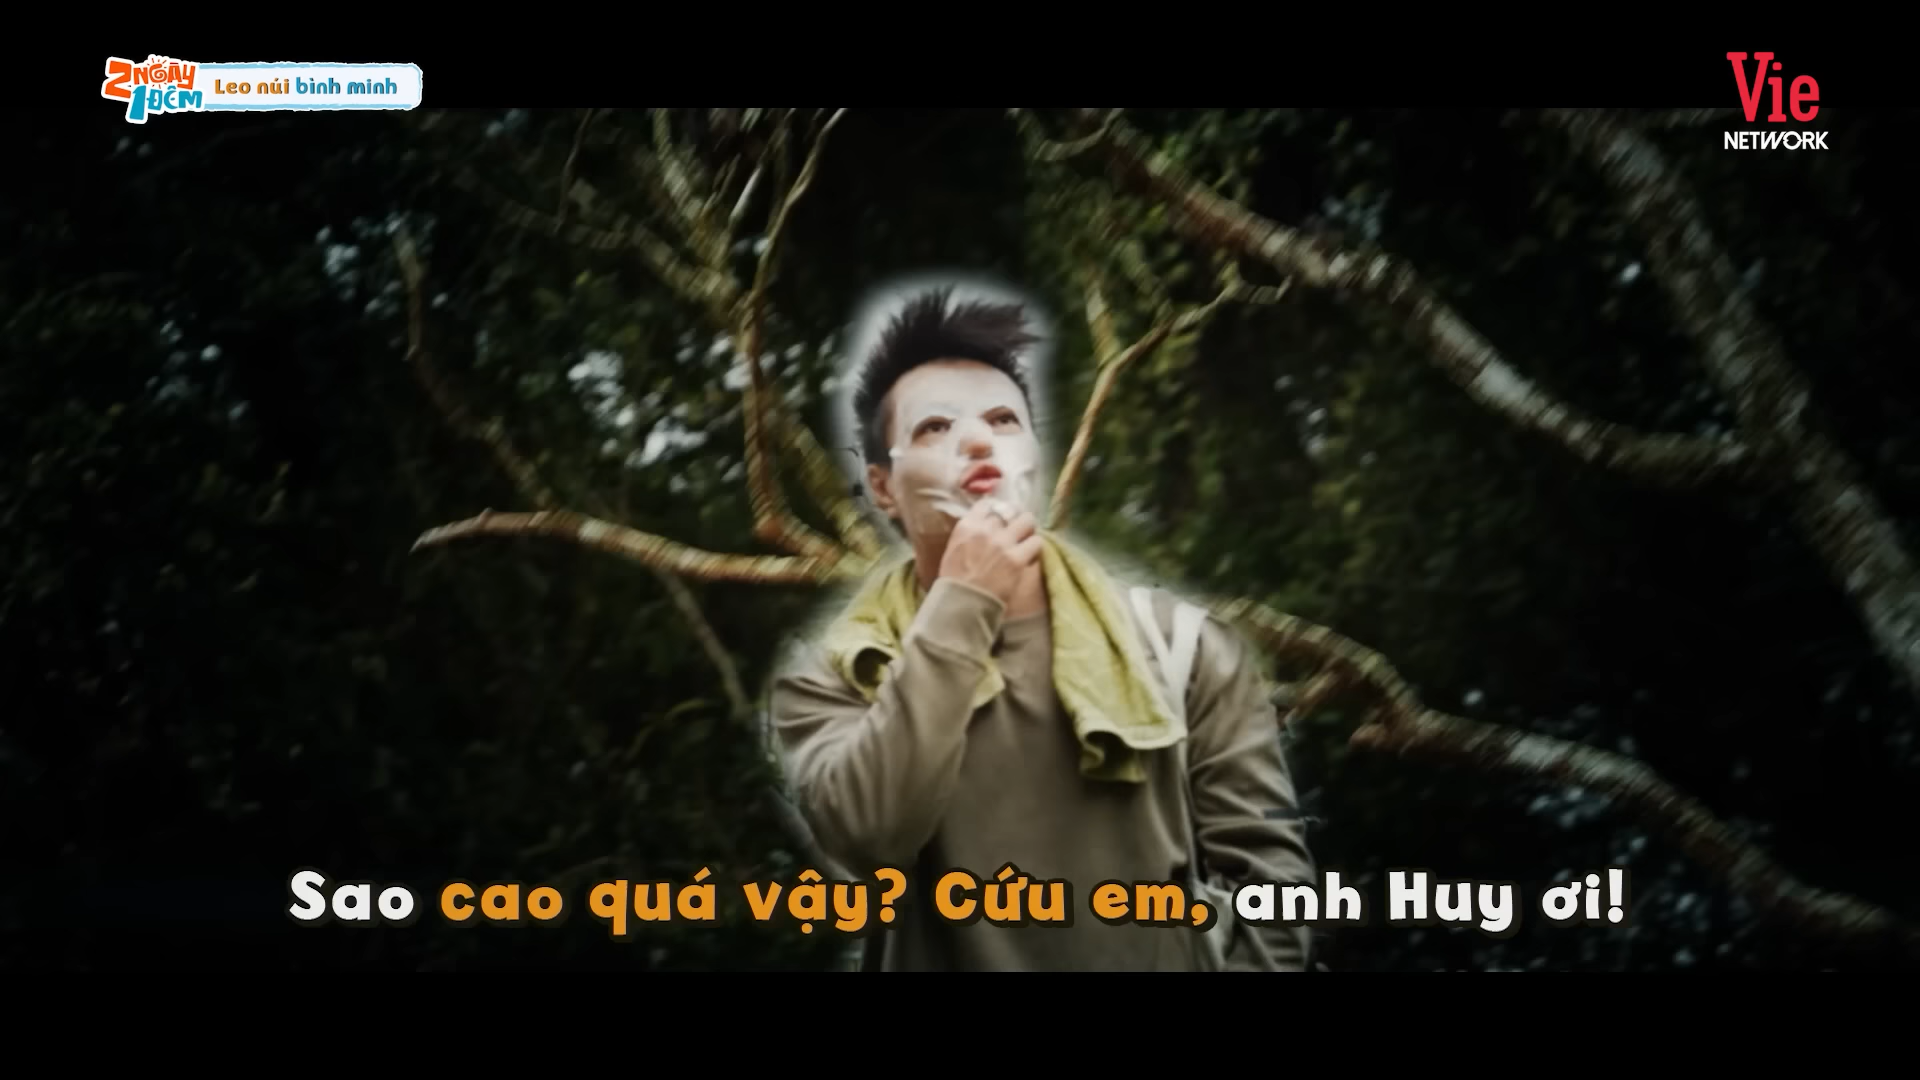 2 NGÀY
1 ĐÊM
Leo núi bình minh
Vie
NETWORK
Sao cao quá vậy? Cứu em, anh Huy ơi!